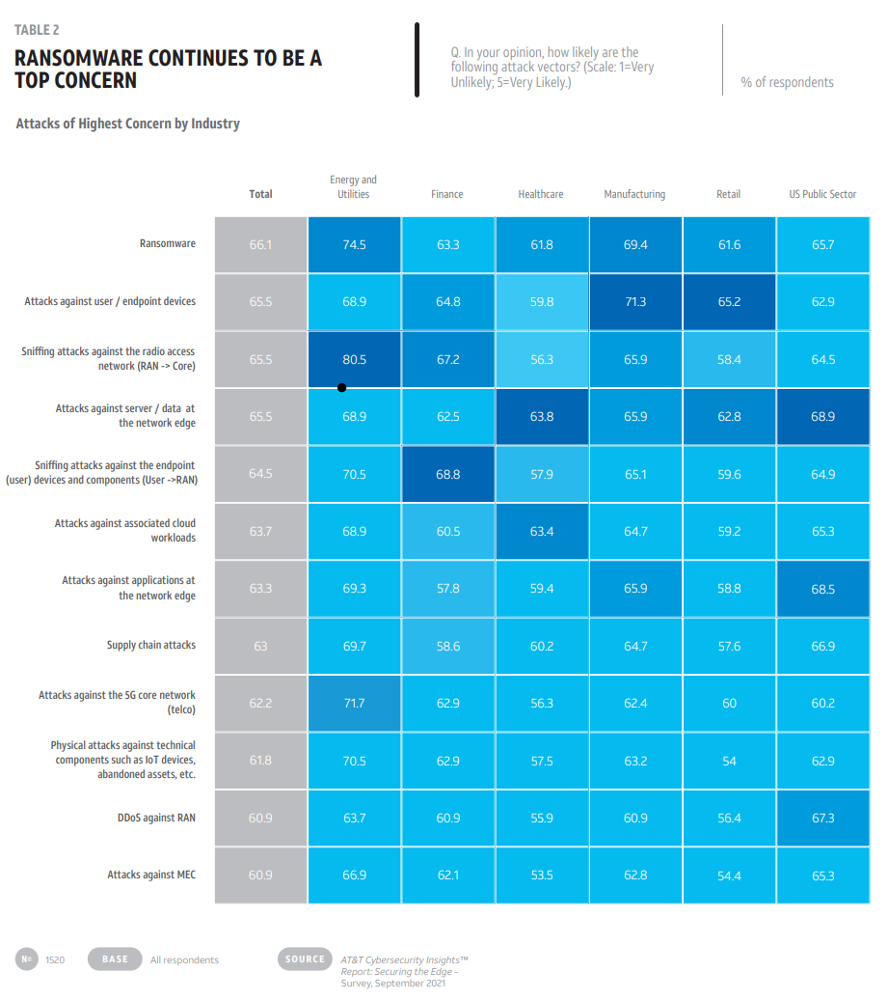 TABLE 2
RANSOMWARE CONTINUES TO BE A
TOP CONCERN
Q. In your opinion, how likely are the
following attack vectors? (Scale: 1=Very
Unlikely; 5=Very Likely.)
% of respondents
Attacks of Highest Concern by Industry
Total Energy and Utilities Finance Healthcare Manufacturing Retail US Public Sector
Ransomware 66.1 74.5 63.3 61.8 69.4 61.6 65.7
Attacks against user / endpoint devices 65.5 68.9 64.8 59.8 71.3 65.2 62.9
Sniffing attacks against the radio access
network (RAN -> Core) 65.5 80.5 67.2 56.3 65.9 58.4 64.5
Attacks against server / data at
the network edge 65.5 68.9 62.5 63.8 65.9 62.8 68.9
Sniffing attacks against the endpoint
(user) devices and components (User ->RAN) 64.5 70.5 68.8 57.9 65.1 59.6 64.9
Attacks against associated cloud
workloads 63.7 68.9 60.5 63.4 64.7 59.2 65.3
Attacks against applications at
the network edge 63.3 69.3 57.8 59.4 65.9 58.8 68.5
Supply chain attacks 63 69.7 58.6 60.2 64.7 57.6 66.9
Attacks against the 5G core network
(telco) 62.2 71.7 62.9 56.3 62.4 60 60.2
Physical attacks against technical
components such as IoT devices,
abandoned assets, etc. 61.8 70.5 62.9 57.5 63.2 54 62.9
DDoS against RAN 60.9 63.7 60.9 55.9 60.9 56.4 67.3
Attacks against MEC 60.9 66.9 62.1 53.5 62.8 54.4 65.3
N= 1520 BASE All respondents SOURCE AT&T Cybersecurity Insights™
Report: Securing the Edge -
Survey, September 2021